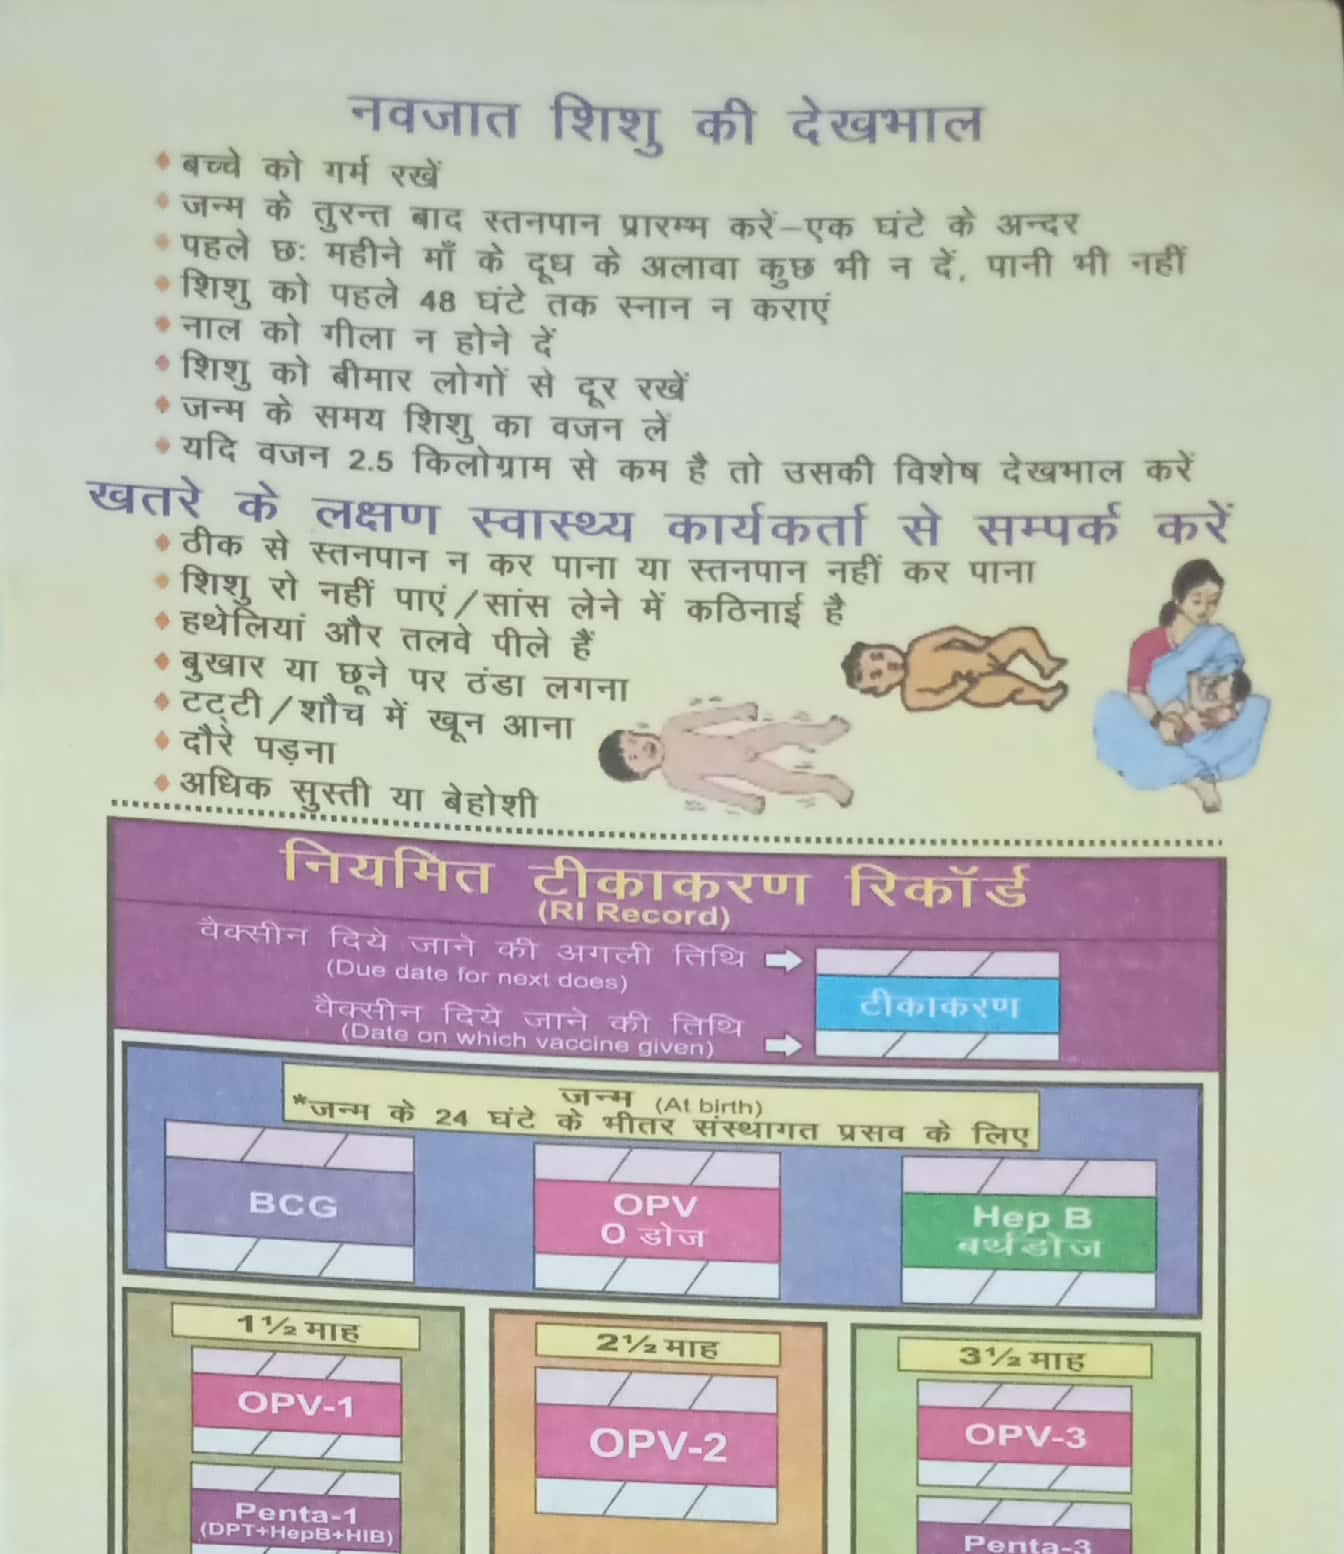 नवजात शिशु की देखभाल
बच्चे को गर्म रखें
जन्म के तुरन्त बाद स्तनपान प्रारम्भ करें–एक घंटे के अन्दर
पहले छः महीने माँ के दूध के अलावा कुछ भी न दें, पानी भी नहीं
शिशु को पहले 48 घंटे तक स्नान न कराएं
नाल को गीला न होने दें
शिशु को बीमार लोगों से दूर रखें
जन्म के समय शिशु का वजन लें
यदि वजन 2.5 किलोग्राम से कम है तो उसकी विशेष देखभाल करें
खतरे के लक्षण स्वास्थ्य कार्यकर्ता से सम्पर्क करें
ठीक से स्तनपान न कर पाना या स्तनपान नहीं कर पाना
शिशु रो नहीं पाएं/सांस लेने में कठिनाई है
हथेलियां और तलवे पीले हैं
बुखार या छूने पर ठंडा लगना
टट्टी/शौच में खून आना
दौरे पड़ना
अधिक सुस्ती या बेहोशी
नियमित टीकाकरण रिकॉर्ड
(RI Record)
वैक्सीन दिये जाने की अगली तिथि
(Due date for next does)
टीकाकरण
वैक्सीन दिये जाने की तिथि
(Date on which vaccine given)
जन्म (At birth)
*जन्म के 24 घंटे के भीतर संस्थागत प्रसव के लिए
BCG
OPV
0 डोज
Hep B
बर्थडोज
1½ माह
2½ माह
3½ माह
OPV-1
OPV-2
OPV-3
Penta-1
(DPT+HepB+HIB)
Penta-3